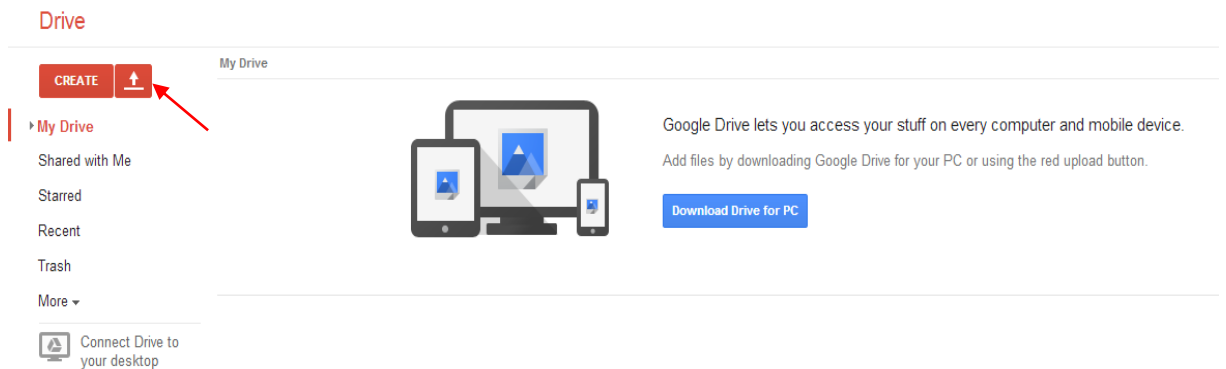 Drive
CREATE
My Drive
Shared with Me
Starred
Recent
Trash
More
Connect Drive to
your desktop
My Drive
Google Drive lets you access your stuff on every computer and mobile device.
Add files by downloading Google Drive for your PC or using the red upload button.
Download Drive for PC